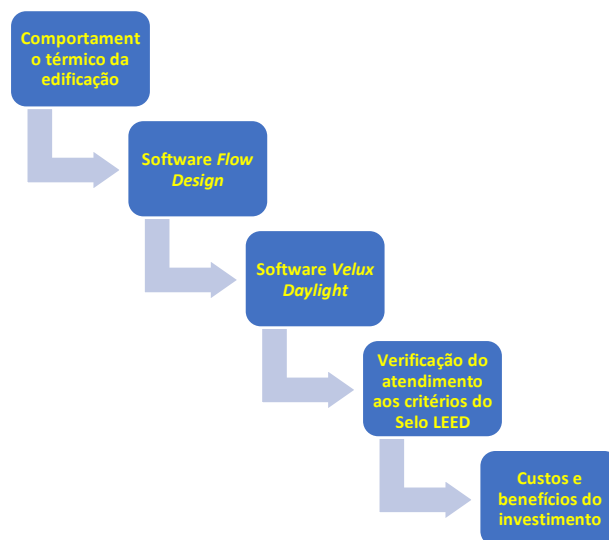 Comportament
o térmico da
edificação
Software Flow
Design
Software Velux
Daylight
Verificação do
atendimento
aos critérios do
Selo LEED
Custos e
benefícios do
investimento